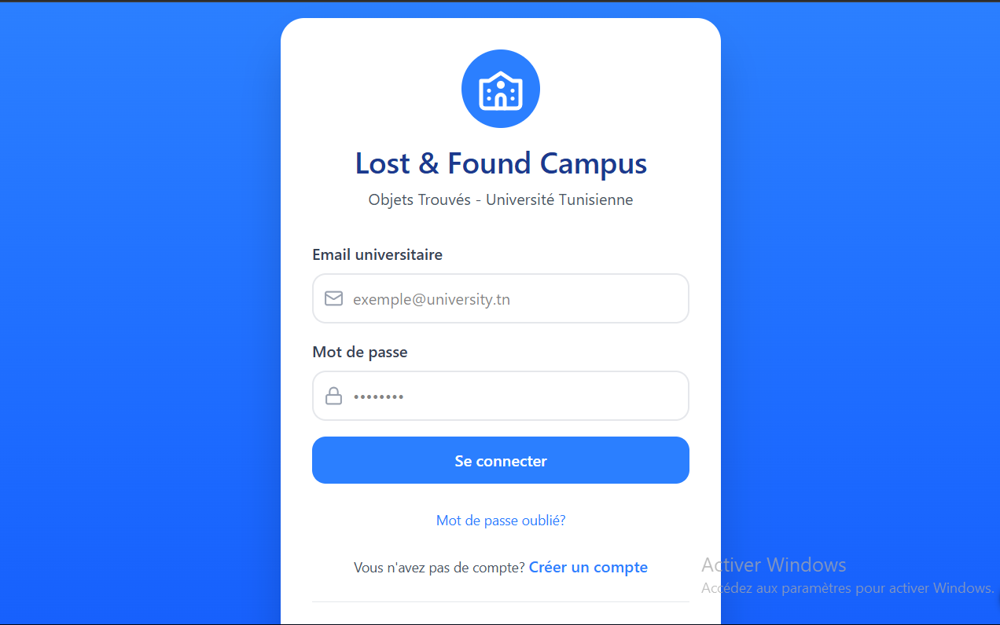 Lost & Found Campus
Objets Trouvés - Université Tunisienne
Email universitaire
exemple@university.tn
Mot de passe
••••••••
Se connecter
Mot de passe oublié?
Vous n'avez pas de compte? Créer un compte
Activer Windows
Accédez aux paramètres pour activer Windows.